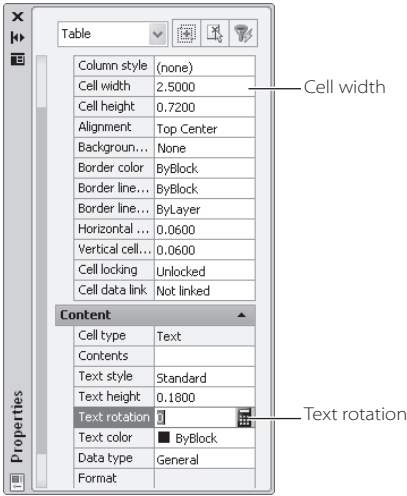 Table
Column style (none)
Cell width 2.5000
Cell width
Cell height 0.7200
Alignment Top Center
Backgroun... None
Border color ByBlock
Border line... ByBlock
Border line... ByLayer
Horizontal ... 0.0600
Vertical cell... 0.0600
Cell locking Unlocked
Cell data link Not linked
Content
Cell type Text
Contents
Text style Standard
Text height 0.1800
Text rotation 0
Text rotation
Text color ByBlock
Data type General
Format
Properties